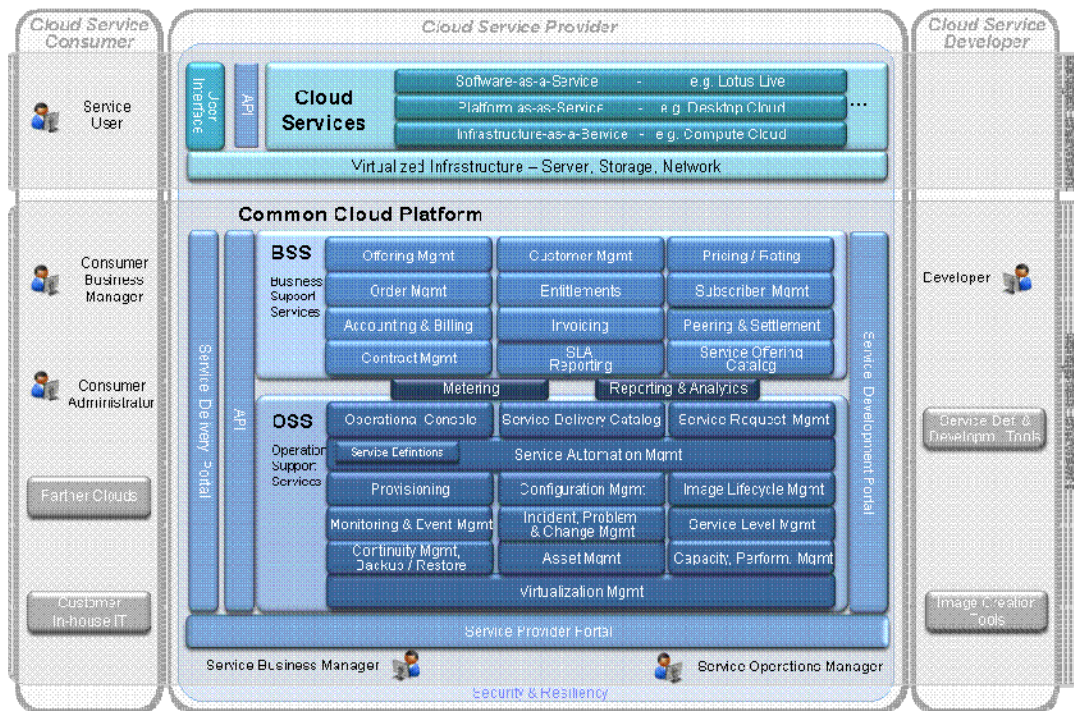 Cloud Service
Consumer
Cloud Service Provider
Cloud Service
Developer
Service
User
Interface
API
Cloud
Services
Software-as-a-Service - e.g. Lotus Live
Platform-as-as-Service - e.g. Desktop Cloud
Infrastructure-as-a-Service - e.g. Compute Cloud
...
Virtualized Infrastructure – Server, Storage, Network
Common Cloud Platform
Consumer
Business
Manager
Consumer
Administrator
Partner Clouds
Customer
In-house IT
Service Delivery Portal
API
BSS
Business
Support
Services
Offering Mgmt
Customer Mgmt
Pricing / Rating
Order Mgmt
Entitlements
Subscriber Mgmt
Accounting & Billing
Invoicing
Peering & Settlement
Contract Mgmt
SLA
Reporting
Service Offering
Catalog
Metering
Reporting & Analytics
OSS
Operation
Support
Services
Operational Console
Service Delivery Catalog
Service Request Mgmt
Service Definitions
Service Automation Mgmt
Provisioning
Configuration Mgmt
Image Lifecycle Mgmt
Monitoring & Event Mgmt
Incident, Problem
& Change Mgmt
Service Level Mgmt
Continuity Mgmt,
Backup / Restore
Asset Mgmt
Capacity, Perform. Mgmt
Virtualization Mgmt
Service Development Portal
Developer
Service Def. &
Developm. Tools
Image Creation
Tools
Service Provider Portal
Service Business Manager
Service Operations Manager
Security & Resiliency